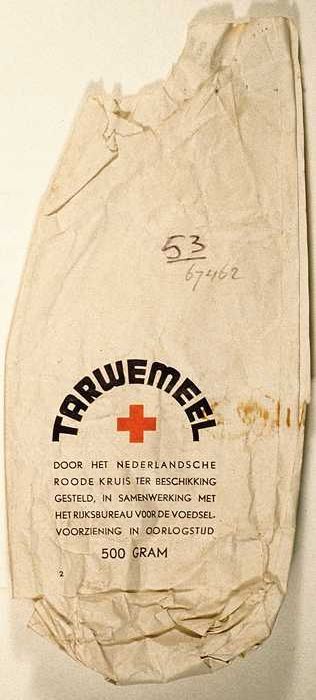 53
67462
TARWEMEEL
DOOR HET NEDERLANDSCHE
ROODE KRUIS TER BESCHIKKING
GESTELD, IN SAMENWERKING MET
HET RIJKSBUREAU VOOR DE VOEDSEL-
VOORZIENING IN OORLOGSTIJD
500 GRAM
2